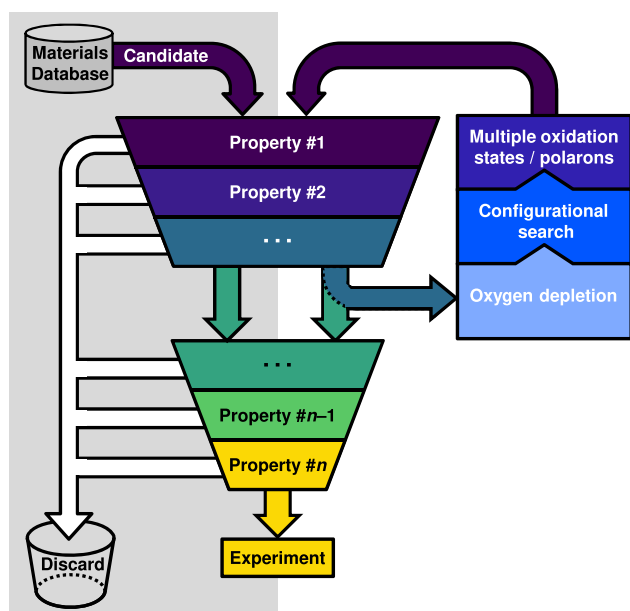 Materials
Database
Candidate
Property #1
Property #2
...
Multiple oxidation
states / polarons
Configurational
search
Oxygen depletion
...
Property #n–1
Property #n
Experiment
Discard